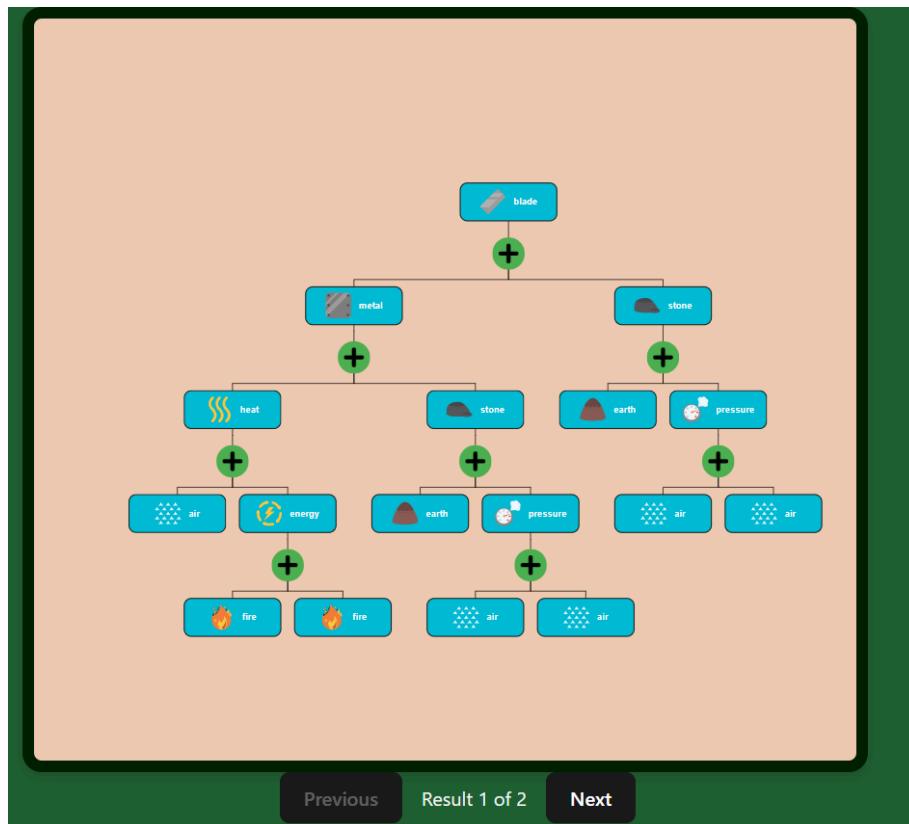 blade
metal
stone
heat
stone
earth
pressure
air
energy
earth
pressure
air
air
fire
fire
air
air
Previous
Result 1 of 2
Next